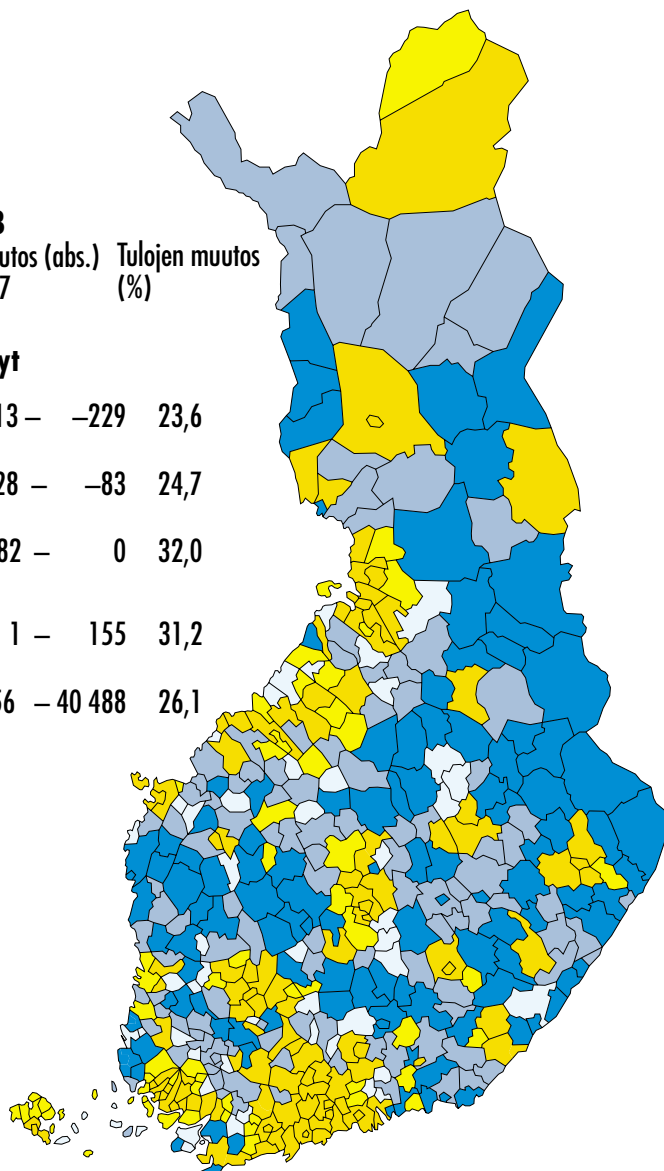 utos (abs.) Tulojen muutos
7 (%)
yt
13 – –229 23,6
28 – –83 24,7
82 – 0 32,0
1 – 155 31,2
56 – 40 488 26,1